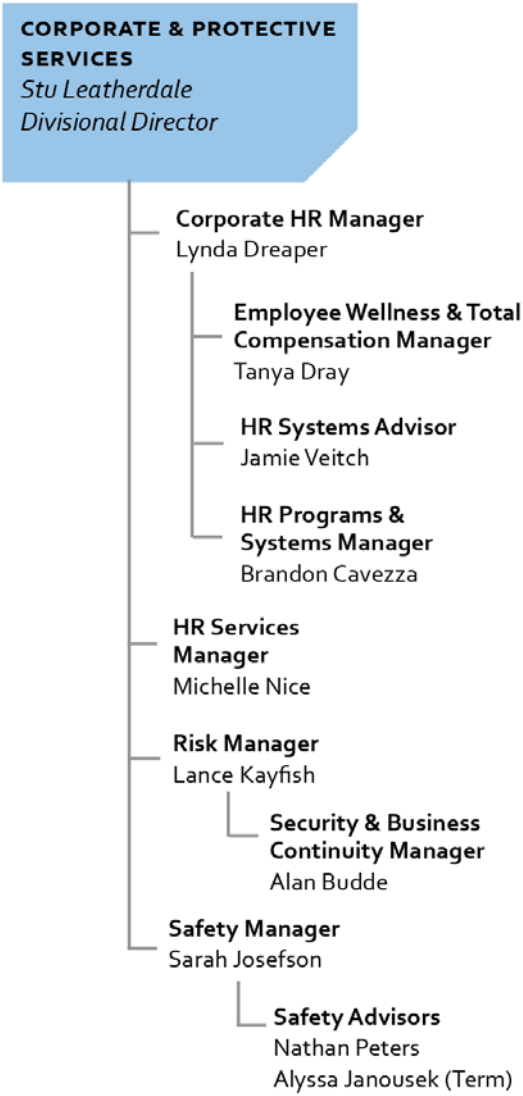 CORPORATE & PROTECTIVE
SERVICES
Stu Leatherdale
Divisional Director
Corporate HR Manager
Lynda Dreaper
Employee Wellness & Total
Compensation Manager
Tanya Dray
HR Systems Advisor
Jamie Veitch
HR Programs &
Systems Manager
Brandon Cavezza
HR Services
Manager
Michelle Nice
Risk Manager
Lance Kayfish
Security & Business
Continuity Manager
Alan Budde
Safety Manager
Sarah Josefson
Safety Advisors
Nathan Peters
Alyssa Janousek (Term)